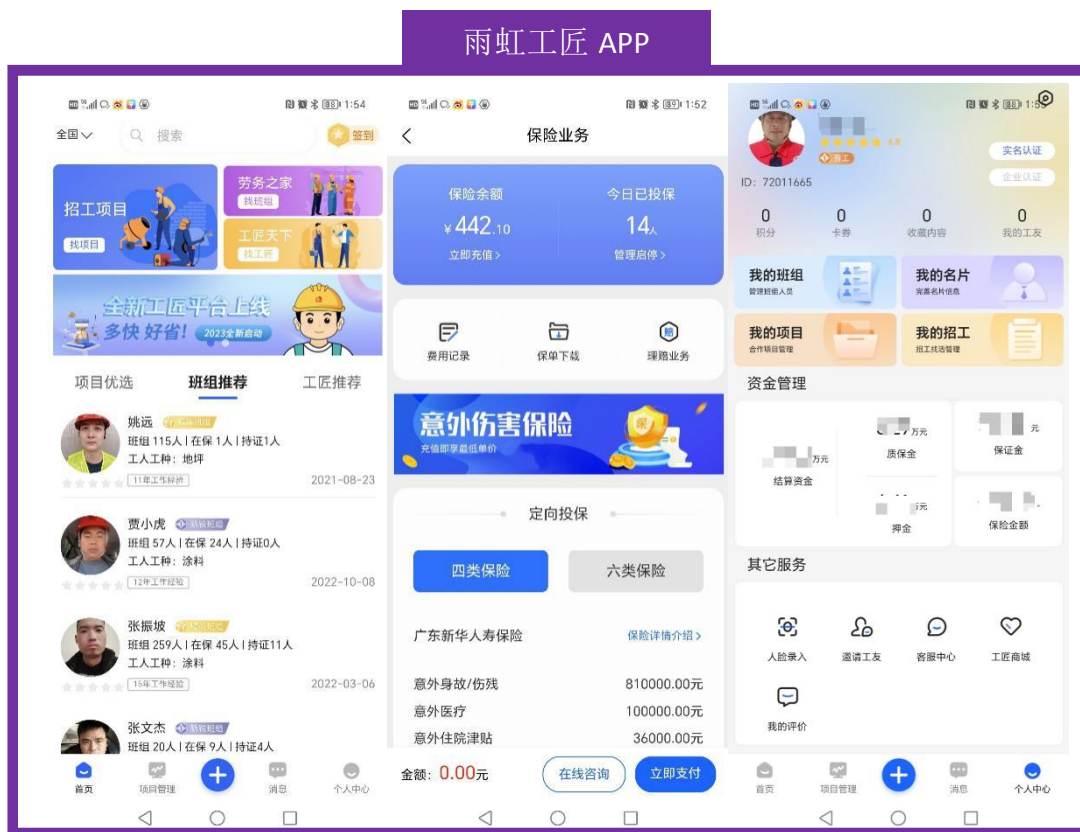 雨虹工匠 APP
1:54
全国
搜索
签到
招工项目
找项目
劳务之家
找班组
工匠天下
找工匠
全新工匠平台上线
多快好省!
2023全新启动
项目优选
班组推荐
工匠推荐
姚远
班组 115人 | 在保 1人 | 持证1人
工人工种：地坪
11年工作经验
2021-08-23
贾小虎
新锐班组
班组 57人 | 在保 24人 | 持证0人
工人工种：涂料
12年工作经验
2022-10-08
张振坡
班组 259人 | 在保 45人 | 持证11人
工人工种：涂料
15年工作经验
2022-03-06
张文杰
新锐班组
班组 20人 | 在保 9人 | 持证4人
首页
项目管理
消息
个人中心
1:52
保险业务
保险余额
¥442.10
立即充值>
今日已投保
14人
管理启停>
费用记录
保单下载
赔
理赔业务
意外伤害保险
充值即享最低单价
保
定向投保
四类保险
六类保险
广东新华人寿保险
保险详情介绍>
意外身故/伤残
810000.00元
意外医疗
100000.00元
意外住院津贴
36000.00元
金额：0.00元
在线咨询
立即支付
4.8
普工
实名认证
企业认证
ID: 72011665
0
积分
0
卡券
0
收藏内容
0
我的工友
我的班组
管理班组人员
我的名片
完善名片信息
我的项目
合作项目管理
我的招工
招工找活管理
资金管理
万元
结算资金
万元
质保金
元
保证金
万元
押金
保险金额
其它服务
人脸录入
邀请工友
客服中心
工匠商城
我的评价
首页
项目管理
消息
个人中心